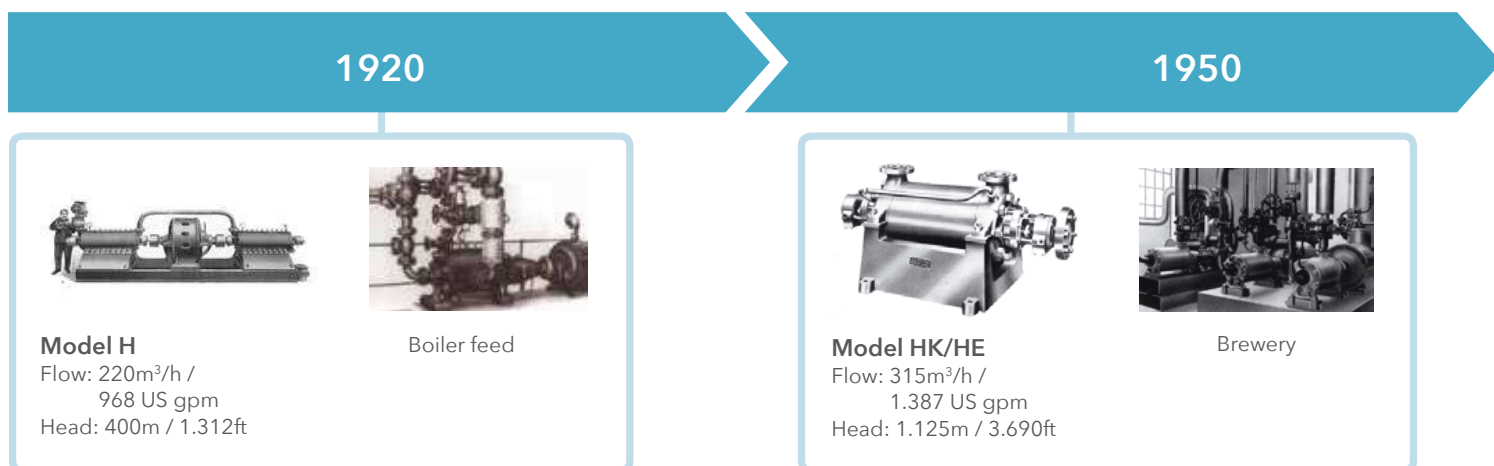 1920
1950
Model H
Flow: 220m³/h /
968 US gpm
Head: 400m / 1.312ft
Boiler feed
Model HK/HE
Flow: 315m³/h /
1.387 US gpm
Head: 1.125m / 3.690ft
Brewery